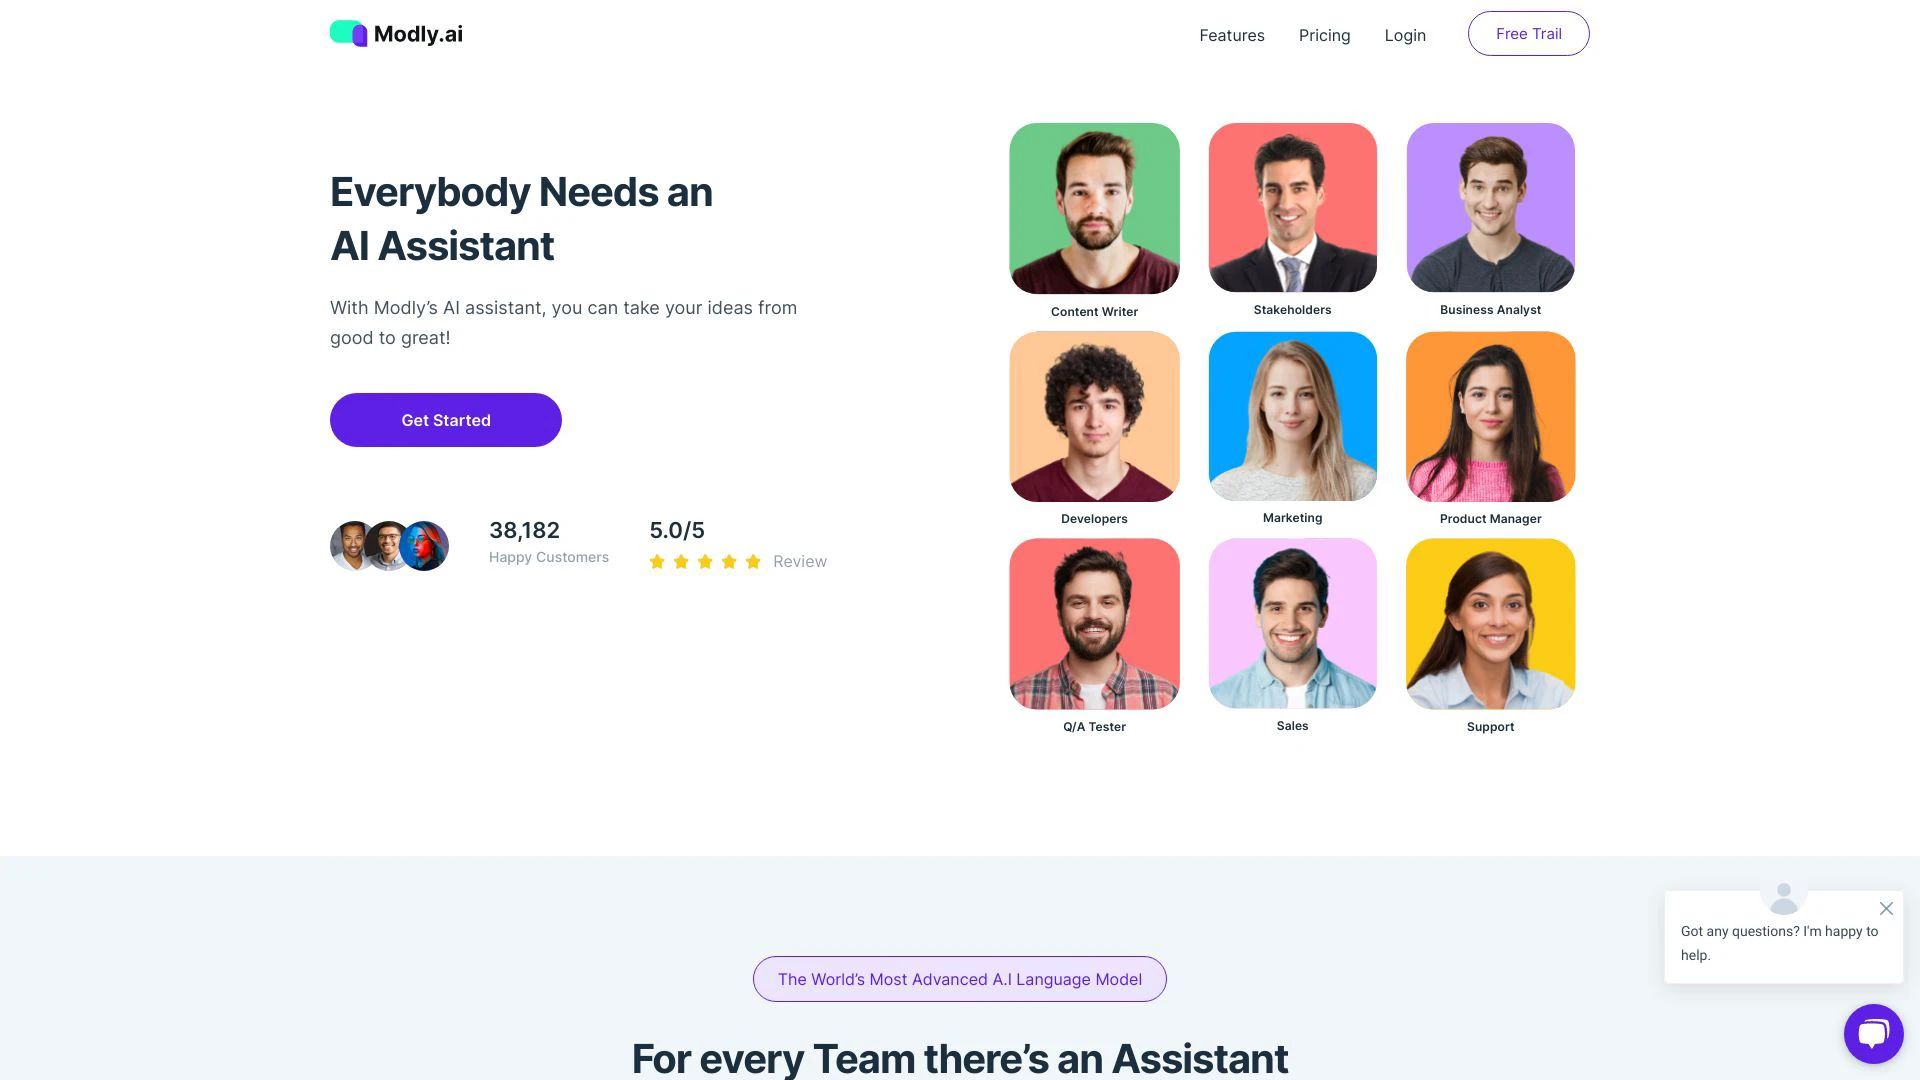 Modly.ai
Features
Pricing
Login
Free Trail
Everybody Needs an
AI Assistant
With Modly’s AI assistant, you can take your ideas from
good to great!
Get Started
38,182
Happy Customers
5.0/5
Review
Content Writer
Stakeholders
Business Analyst
Developers
Marketing
Product Manager
Q/A Tester
Sales
Support
The World’s Most Advanced A.I Language Model
For every Team there’s an Assistant
Got any questions? I'm happy to
help.